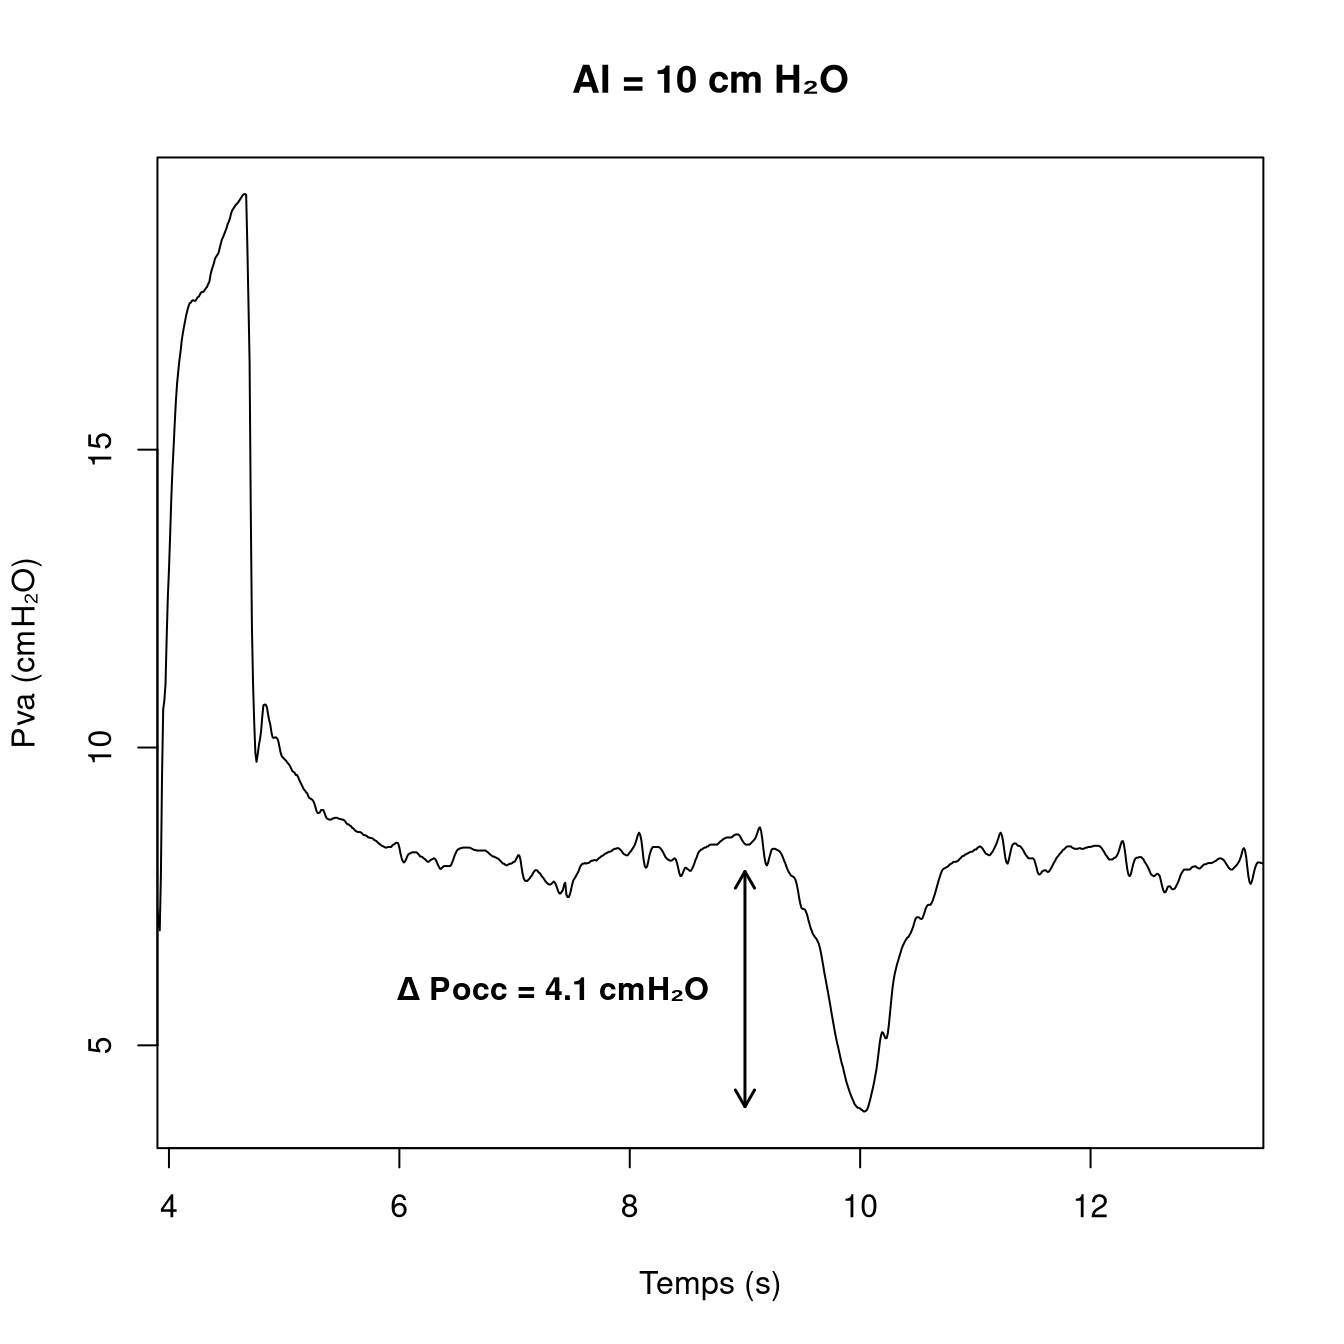 AI = 10 cm H₂O
15
10
5
Pva (cmH₂O)
Δ Pocc = 4.1 cmH₂O
4 6 8 10 12
Temps (s)